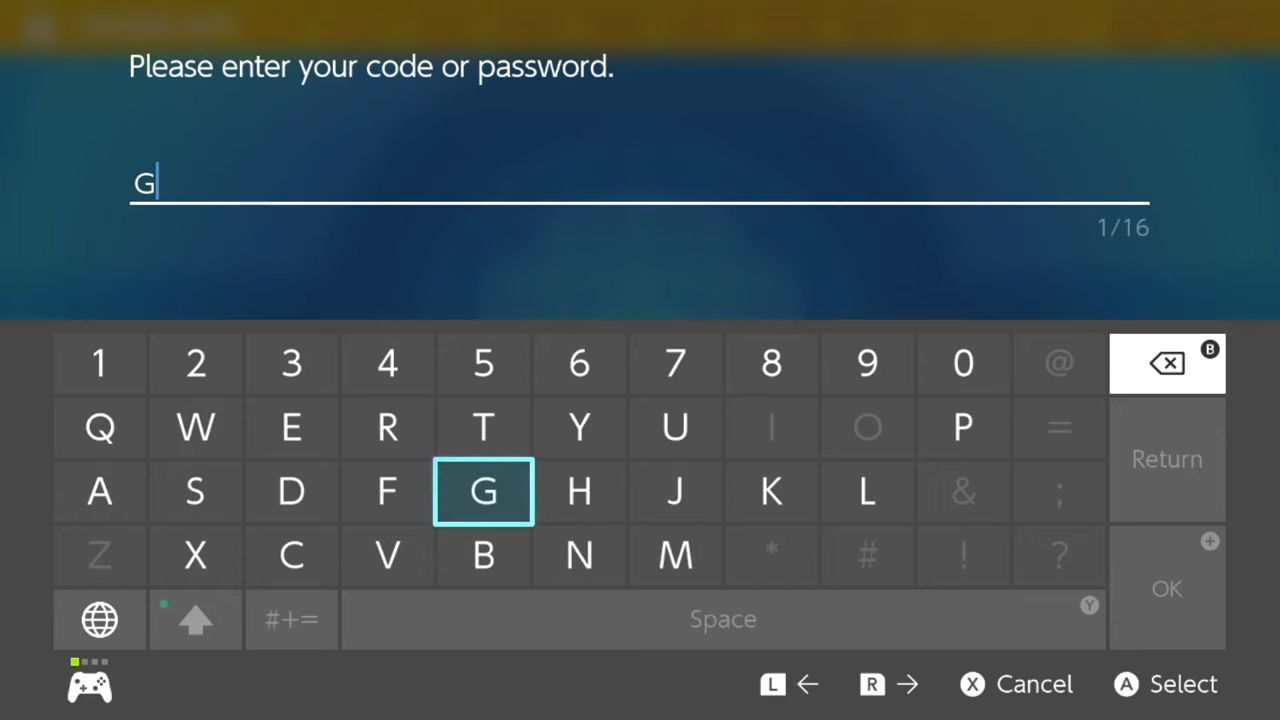 Please enter your code or password.
G
1/16
1 2 3 4 5 6 7 8 9 0 @ B
Q W E R T Y U I O P =
Return
A S D F G H J K L & ;
Z X C V B N M * # ! ? +
OK
#+= Space Y
L ← R → X Cancel A Select